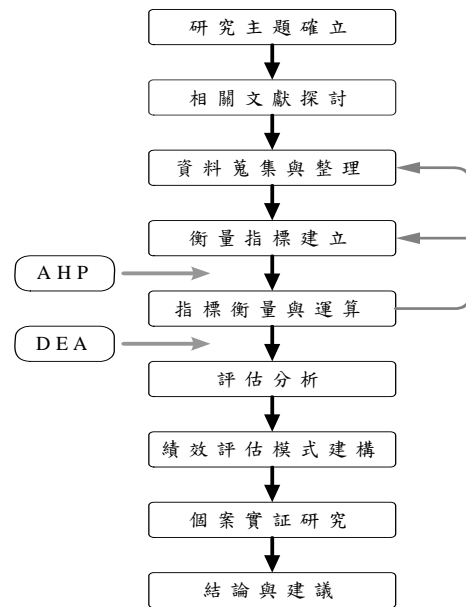 研究主題確立
相關文獻探討
資料蒐集與整理
衡量指標建立
AHP
指標衡量與運算
DEA
評估分析
績效評估模式建構
個案實証研究
結論與建議